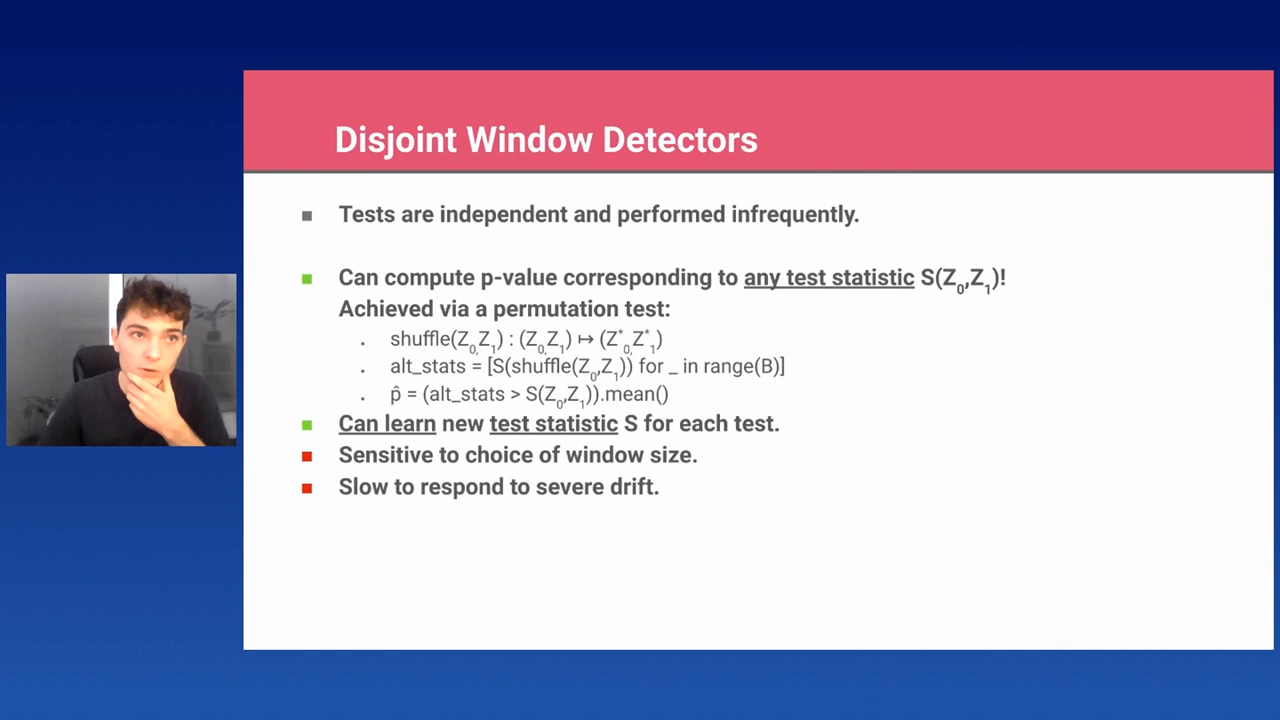 Disjoint Window Detectors
Tests are independent and performed infrequently.
Can compute p-value corresponding to any test statistic S(Z₀,Z₁)!
Achieved via a permutation test:
shuffle(Z₀,Z₁) : (Z₀,Z₁) ↦ (Z*₀,Z*₁)
alt_stats = [S(shuffle(Z₀,Z₁)) for _ in range(B)]
p̂ = (alt_stats > S(Z₀,Z₁)).mean()
Can learn new test statistic S for each test.
Sensitive to choice of window size.
Slow to respond to severe drift.